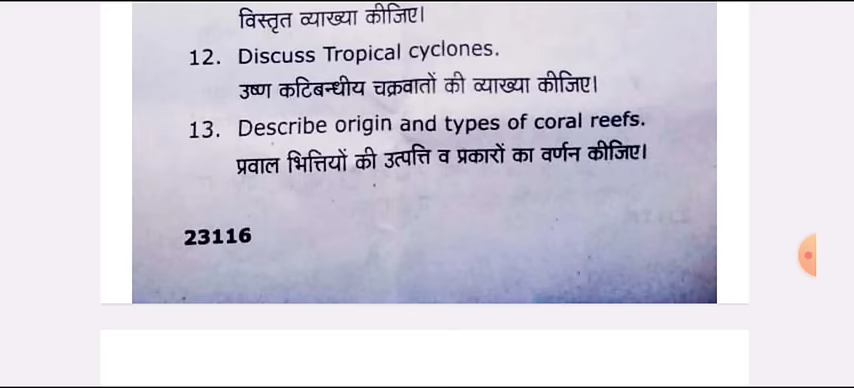 विस्तृत व्याख्या कीजिए।
12. Discuss Tropical cyclones.
उष्ण कटिबन्धीय चक्रवातों की व्याख्या कीजिए।
13. Describe origin and types of coral reefs.
प्रवाल भित्तियों की उत्पत्ति व प्रकारों का वर्णन कीजिए।
23116